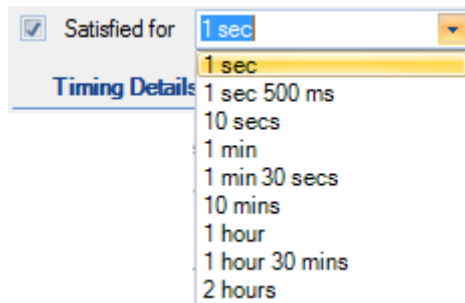 Satisfied for 1 sec
1 sec
Timing Details
1 sec 500 ms
10 secs
1 min
1 min 30 secs
10 mins
1 hour
1 hour 30 mins
2 hours